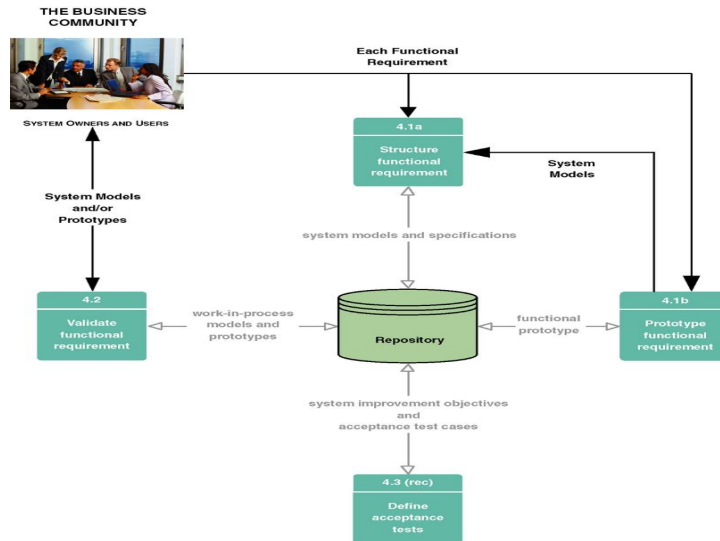 THE BUSINESS
COMMUNITY
SYSTEM OWNERS AND USERS
Each Functional
Requirement
4.1a
Structure
functional
requirement
System
Models
System Models
and/or
Prototypes
system models and specifications
4.2
Validate
functional
requirement
work-in-process
models and
prototypes
Repository
functional
prototype
4.1b
Prototype
functional
requirement
system improvement objectives
and
acceptance test cases
4.3 (rec)
Define
acceptance
tests